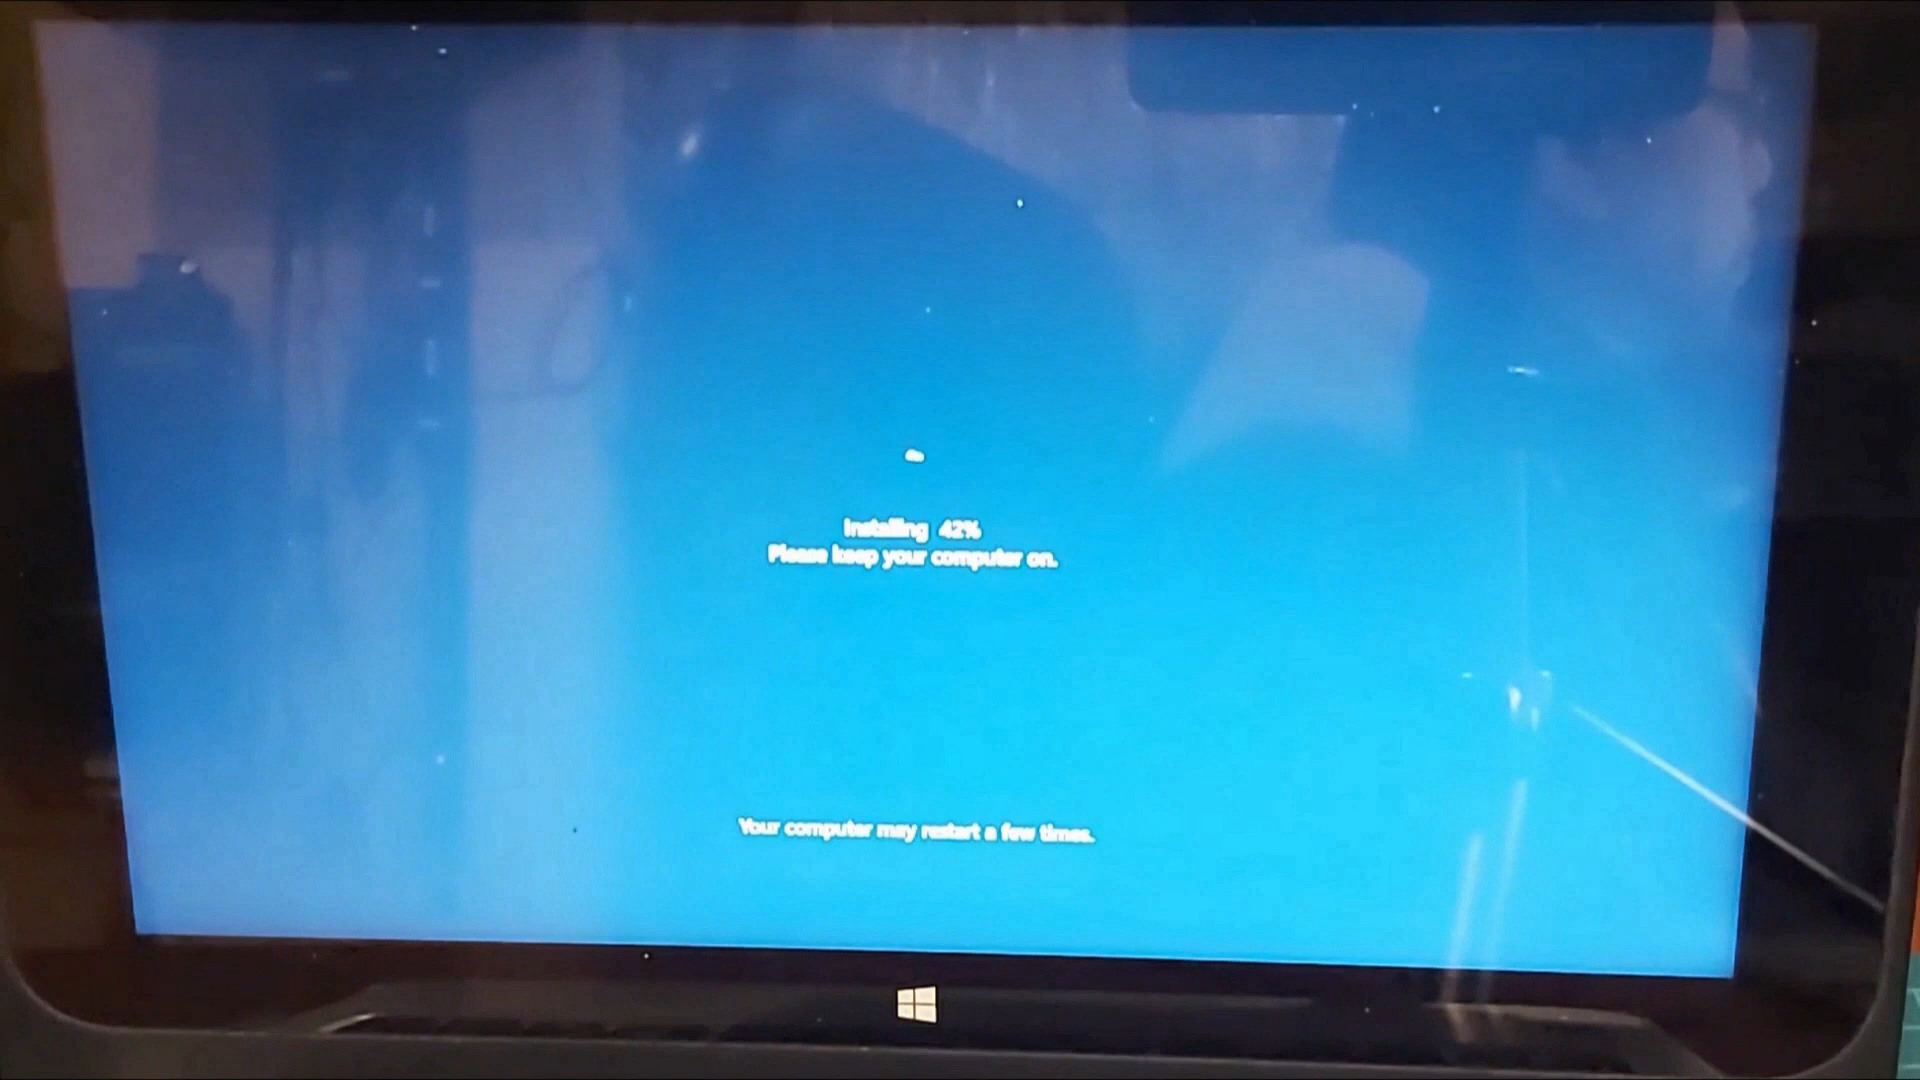 Installing 42%
Please keep your computer on.
Your computer may restart a few times.